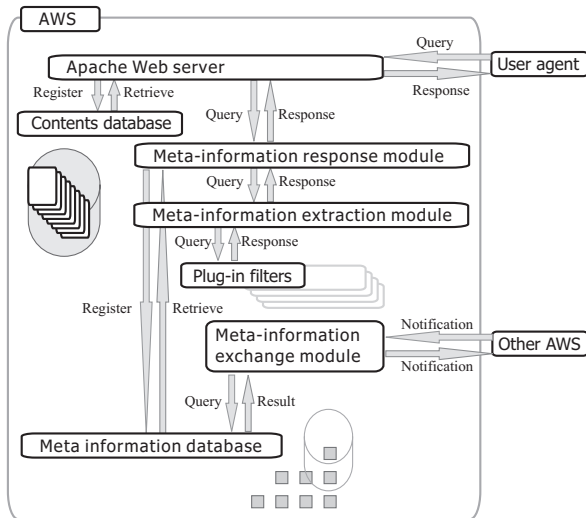 AWS
Query
Apache Web server
User agent
Register
Retrieve
Response
Contents database
Query
Response
Meta-information response module
Query
Response
Meta-information extraction module
Query
Response
Plug-in filters
Register
Retrieve
Meta-information
exchange module
Notification
Other AWS
Notification
Query
Result
Meta information database